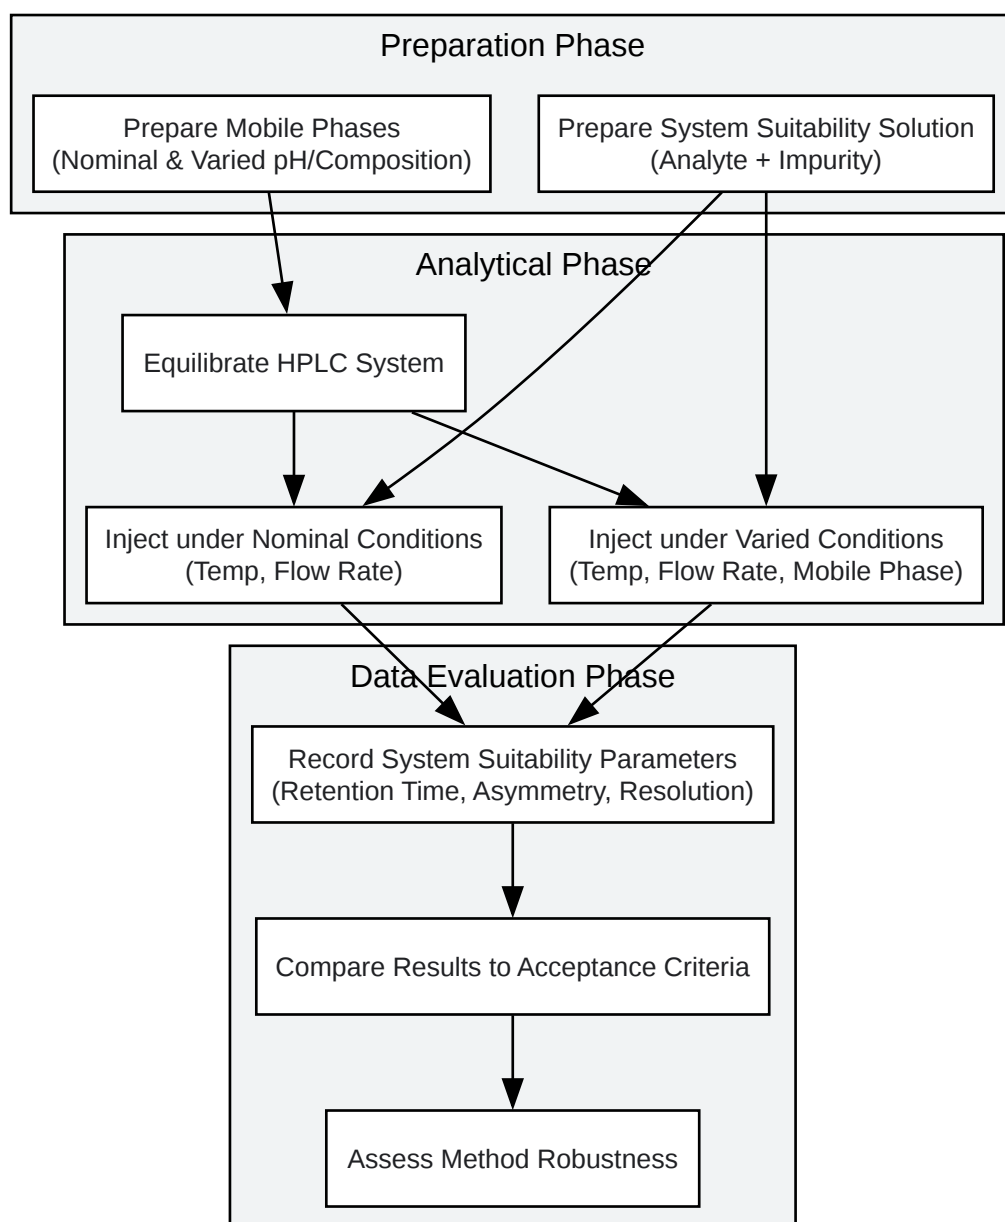 Preparation Phase
Prepare Mobile Phases
(Nominal & Varied pH/Composition)
Prepare System Suitability Solution
(Analyte + Impurity)
Analytical Phase
Equilibrate HPLC System
Inject under Nominal Conditions
(Temp, Flow Rate)
Inject under Varied Conditions
(Temp, Flow Rate, Mobile Phase)
Data Evaluation Phase
Record System Suitability Parameters
(Retention Time, Asymmetry, Resolution)
Compare Results to Acceptance Criteria
Assess Method Robustness